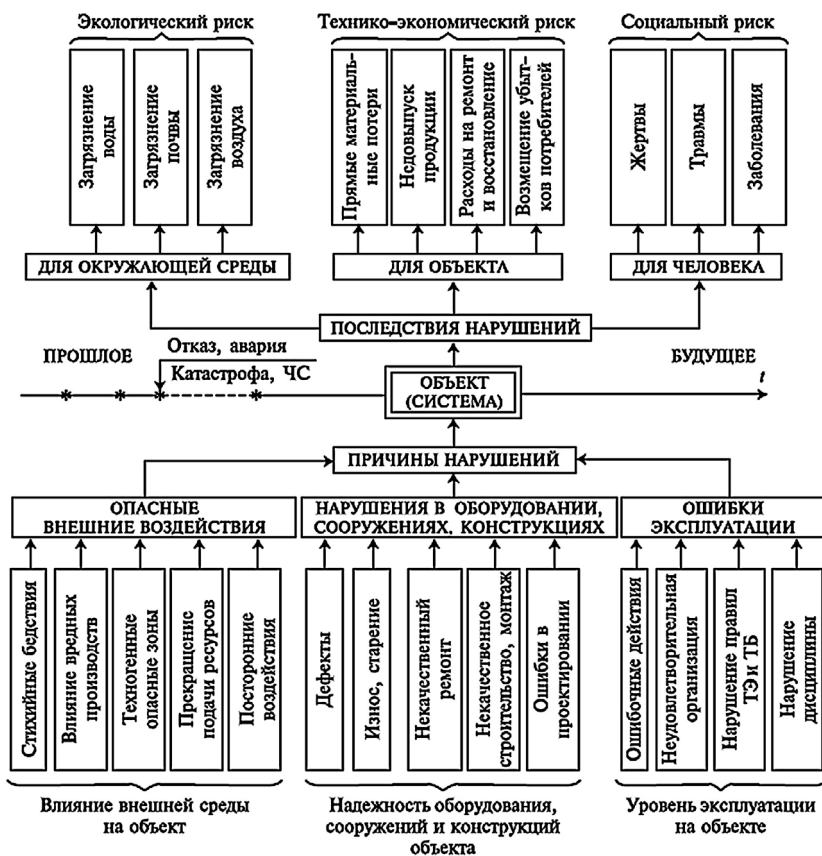 Экологический риск
Технико-экономический риск
Социальный риск
Загрязнение
воды
Загрязнение
почвы
Загрязнение
воздуха
Прямые материаль-
ные потери
Недовыпуск
продукции
Расходы на ремонт
и восстановление
Возмещение убыт-
ков потребителей
Жертвы
Травмы
Заболевания
ДЛЯ ОКРУЖАЮЩЕЙ СРЕДЫ
ДЛЯ ОБЪЕКТА
ДЛЯ ЧЕЛОВЕКА
ПОСЛЕДСТВИЯ НАРУШЕНИЙ
ПРОШЛОЕ
Отказ, авария
Катастрофа, ЧС
ОБЪЕКТ
(СИСТЕМА)
БУДУЩЕЕ
t
ПРИЧИНЫ НАРУШЕНИЙ
ОПАСНЫЕ
ВНЕШНИЕ ВОЗДЕЙСТВИЯ
НАРУШЕНИЯ В ОБОРУДОВАНИИ,
СООРУЖЕНИЯХ, КОНСТРУКЦИЯХ
ОШИБКИ
ЭКСПЛУАТАЦИИ
Стихийные бедствия
Влияние вредных
производств
Техногенные
опасные зоны
Прекращение
подачи ресурсов
Посторонние
воздействия
Дефекты
Износ, старение
Некачественный
ремонт
Некачественное
строительство, монтаж
Ошибки в
проектировании
Ошибочные действия
Неудовлетворительная
организация
Нарушение правил
ТЭ и ТБ
Нарушение
дисциплины
Влияние внешней среды
на объект
Надежность оборудования,
сооружений и конструкций
объекта
Уровень эксплуатации
на объекте